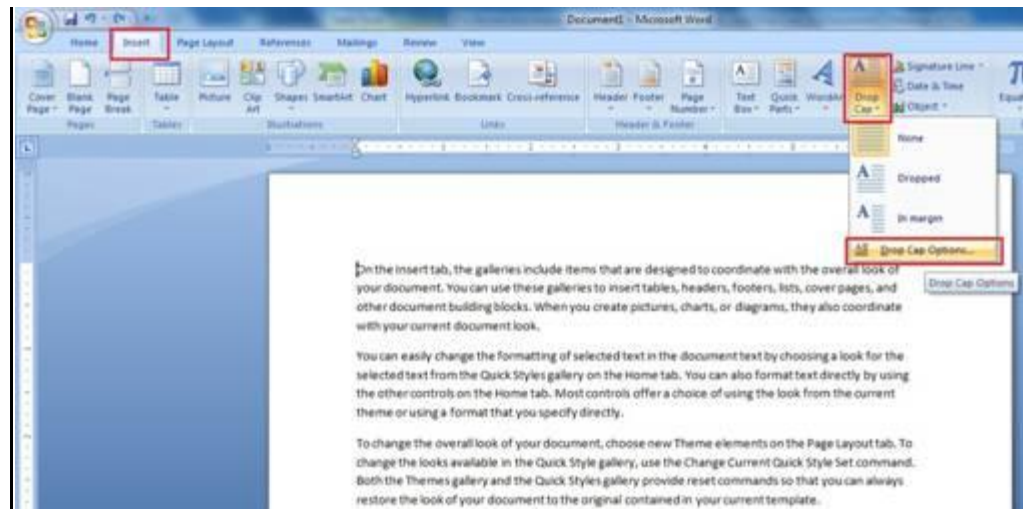 Document1 - Microsoft Word
Home Insert Page Layout References Mailings Review View
Cover Page Blank Page Page Break Table Picture Clip Art Shapes SmartArt Chart Hyperlink Bookmark Cross-reference Header Footer Page Number Text Box Quick Parts WordArt Drop Cap
Signature Line
Date & Time
Object
Pages Tables Illustrations Links Header & Footer
None
Dropped
In margin
Drop Cap Options...
Drop Cap Options
On the Insert tab, the galleries include items that are designed to coordinate with the overall look of
your document. You can use these galleries to insert tables, headers, footers, lists, cover pages, and
other document building blocks. When you create pictures, charts, or diagrams, they also coordinate
with your current document look.
You can easily change the formatting of selected text in the document text by choosing a look for the
selected text from the Quick Styles gallery on the Home tab. You can also format text directly by using
the other controls on the Home tab. Most controls offer a choice of using the look from the current
theme or using a format that you specify directly.
To change the overall look of your document, choose new Theme elements on the Page Layout tab. To
change the looks available in the Quick Style gallery, use the Change Current Quick Style Set command.
Both the Themes gallery and the Quick Styles gallery provide reset commands so that you can always
restore the look of your document to the original contained in your current template.